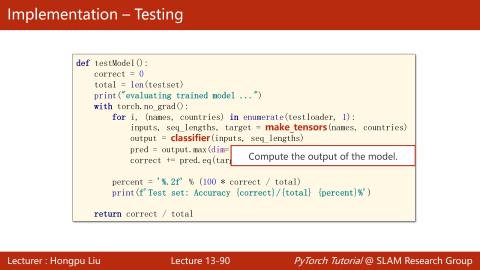 Implementation – Testing
def testModel():
correct = 0
total = len(testset)
print("evaluating trained model ...")
with torch.no_grad():
for i, (names, countries) in enumerate(testloader, 1):
inputs, seq_lengths, target = make_tensors(names, countries)
output = classifier(inputs, seq_lengths)
pred = output.max(dim=
correct += pred.eq(targ
Compute the output of the model.
percent = '%.2f' % (100 * correct / total)
print(f'Test set: Accuracy {correct}/{total} {percent}%')
return correct / total
Lecturer : Hongpu Liu Lecture 13-90 PyTorch Tutorial @ SLAM Research Group